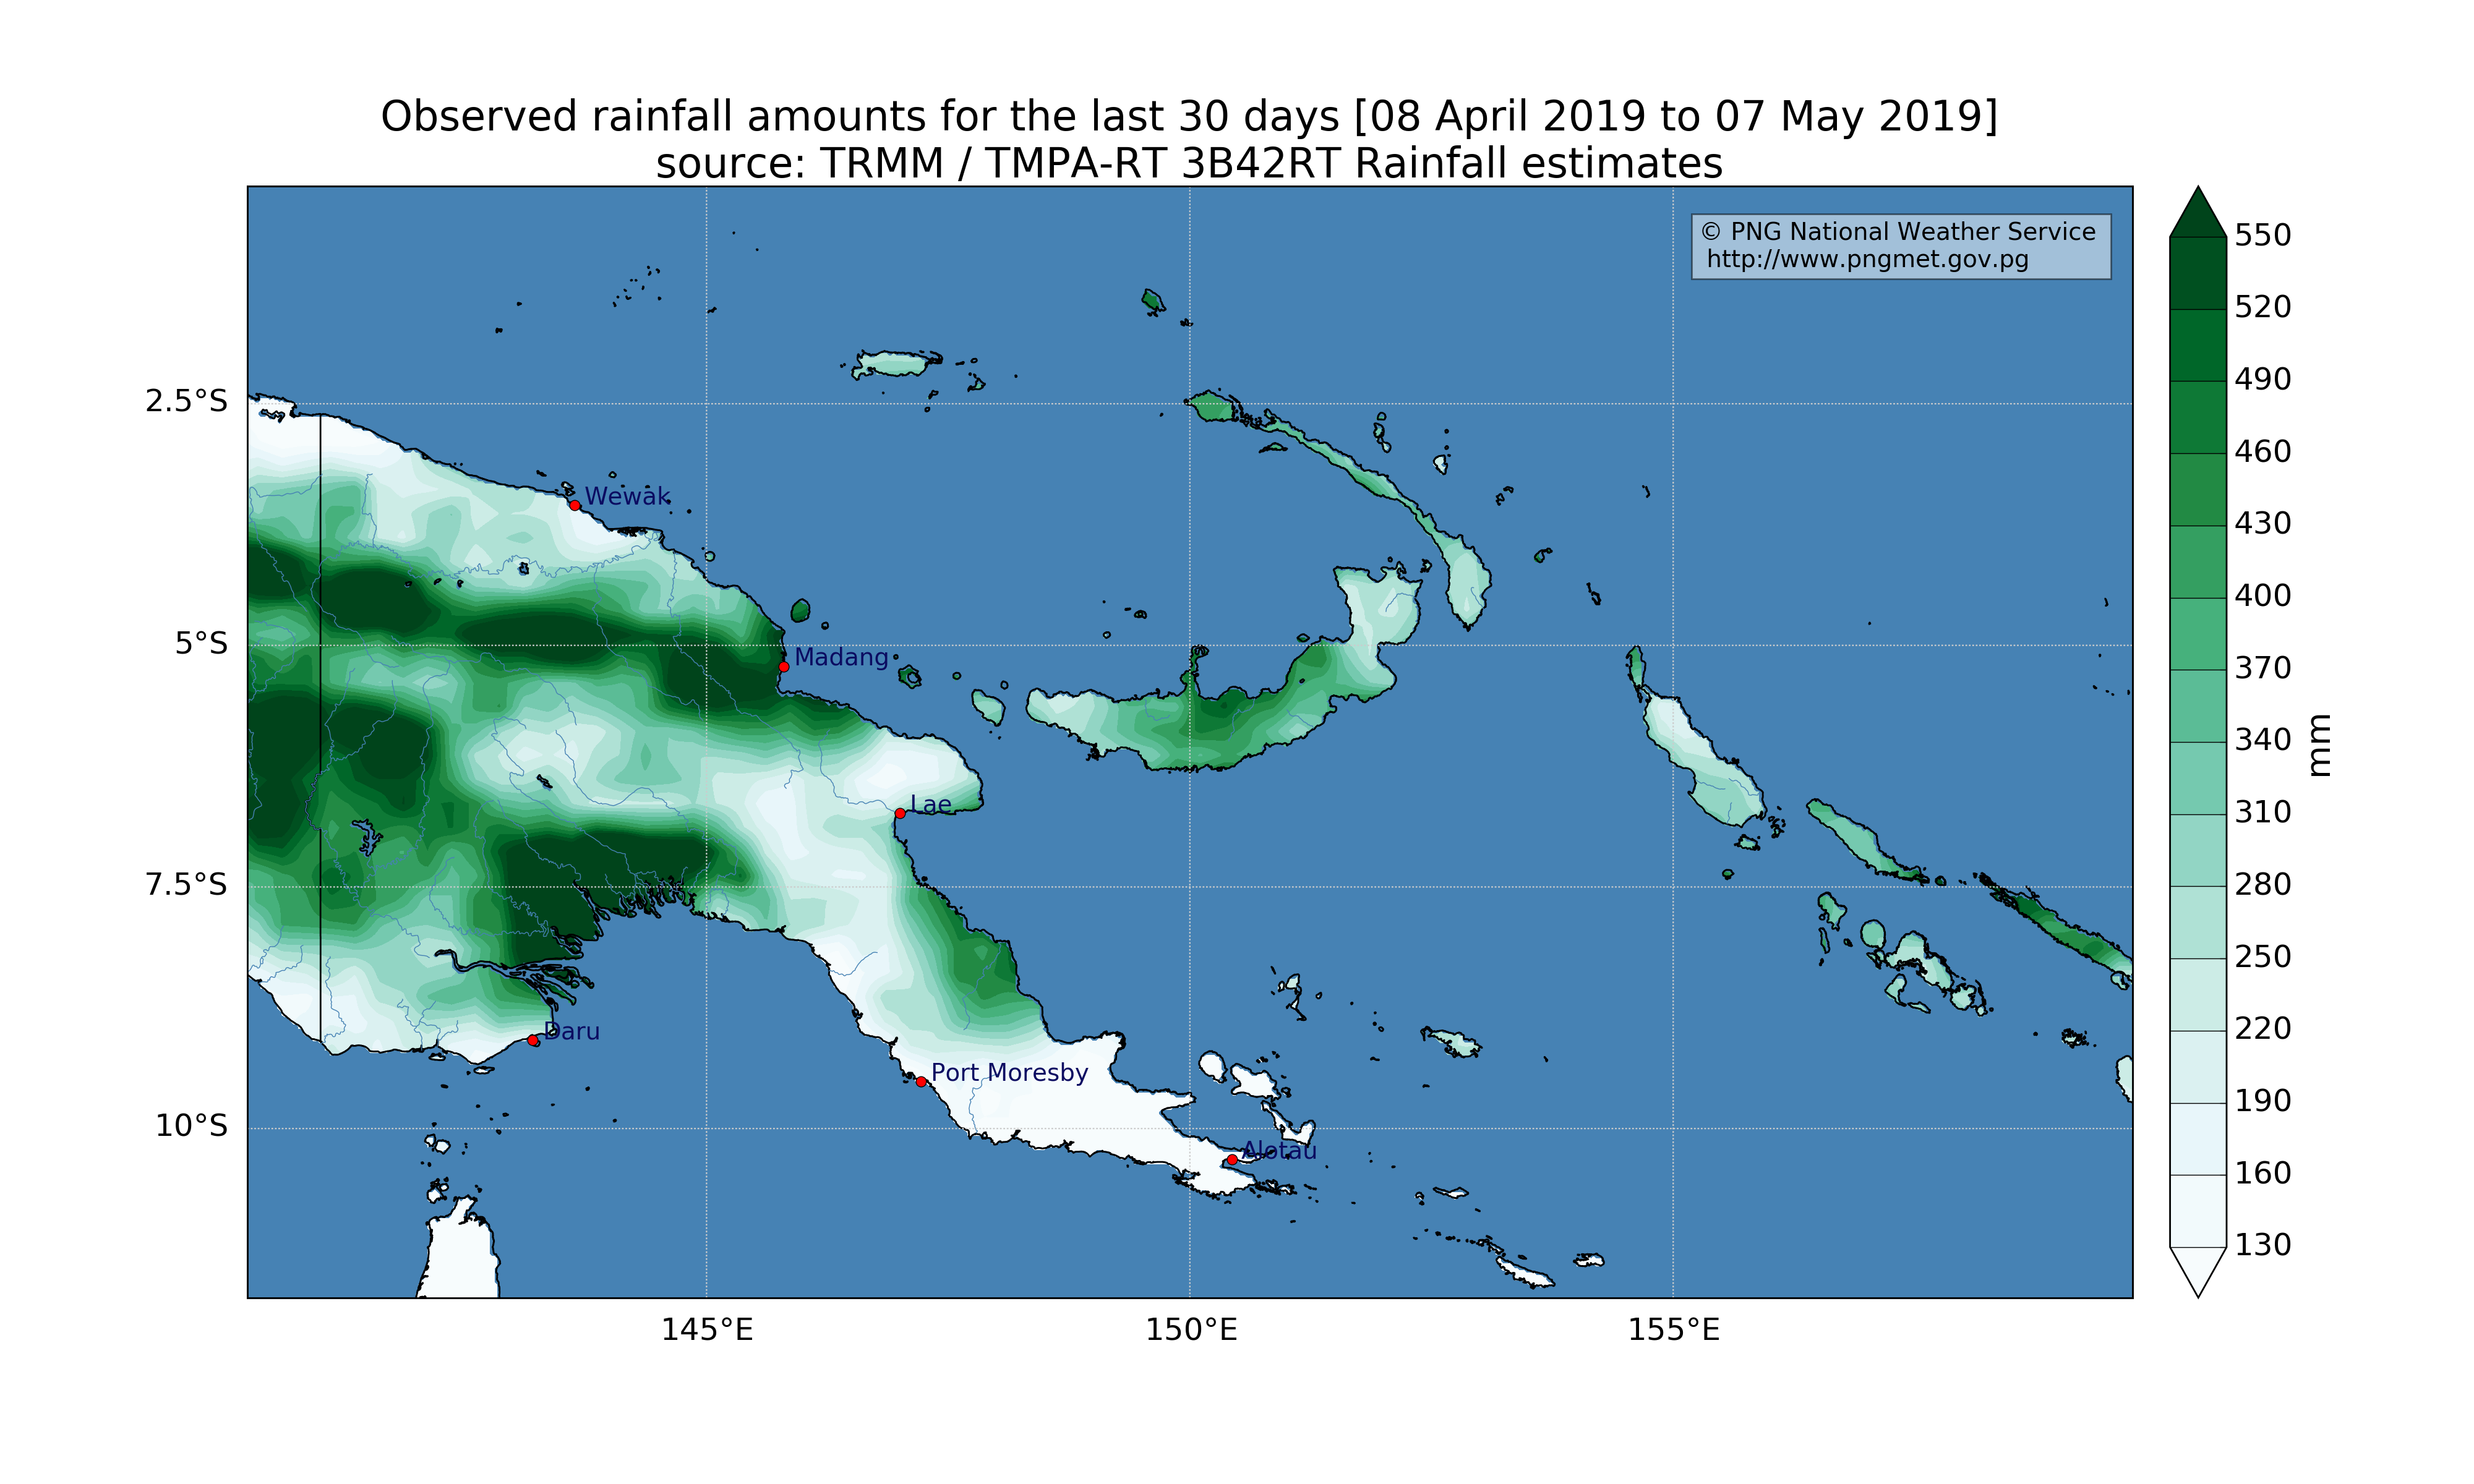 Observed rainfall amounts for the last 30 days [08 April 2019 to 07 May 2019]
source: TRMM / TMPA-RT 3B42RT Rainfall estimates
© PNG National Weather Service
http://www.pngmet.gov.pg
2.5°S
5°S
7.5°S
10°S
Wewak
Madang
Lae
Daru
Port Moresby
Alotau
145°E
150°E
155°E
550
520
490
460
430
400
370
340
310
280
250
220
190
160
130
mm